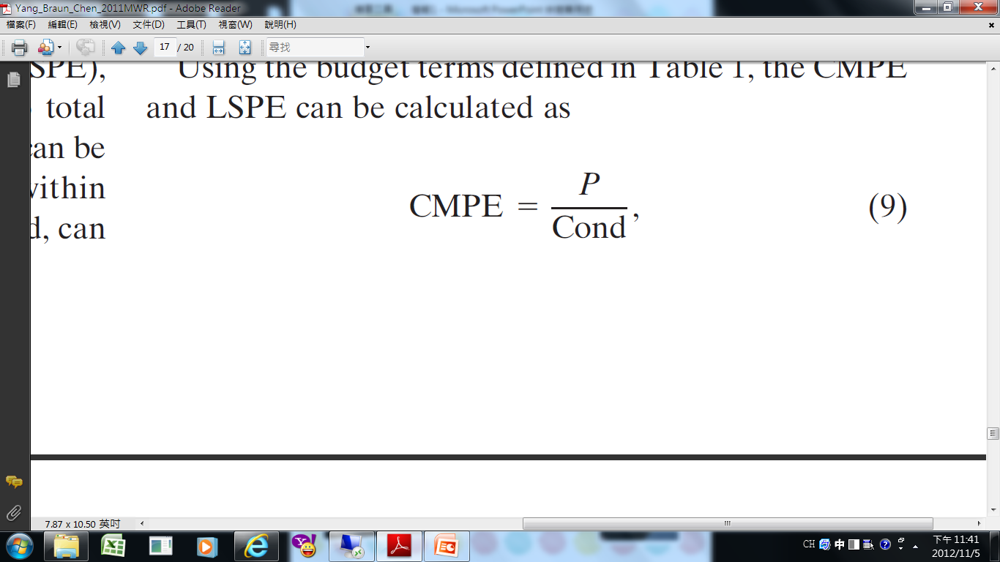 Yang_Braun_Chen_2011MWR.pdf - Adobe Reader
檔案(F) 編輯(E) 檢視(V) 文件(D) 工具(T) 視窗(W) 說明(H)
17 / 20 尋找
SPE),
total
can be
within
d, can
Using the budget terms defined in Table 1, the CMPE
and LSPE can be calculated as
CMPE = P / Cond, (9)
7.87 x 10.50 英吋
CH 中 下午 11:41
2012/11/5